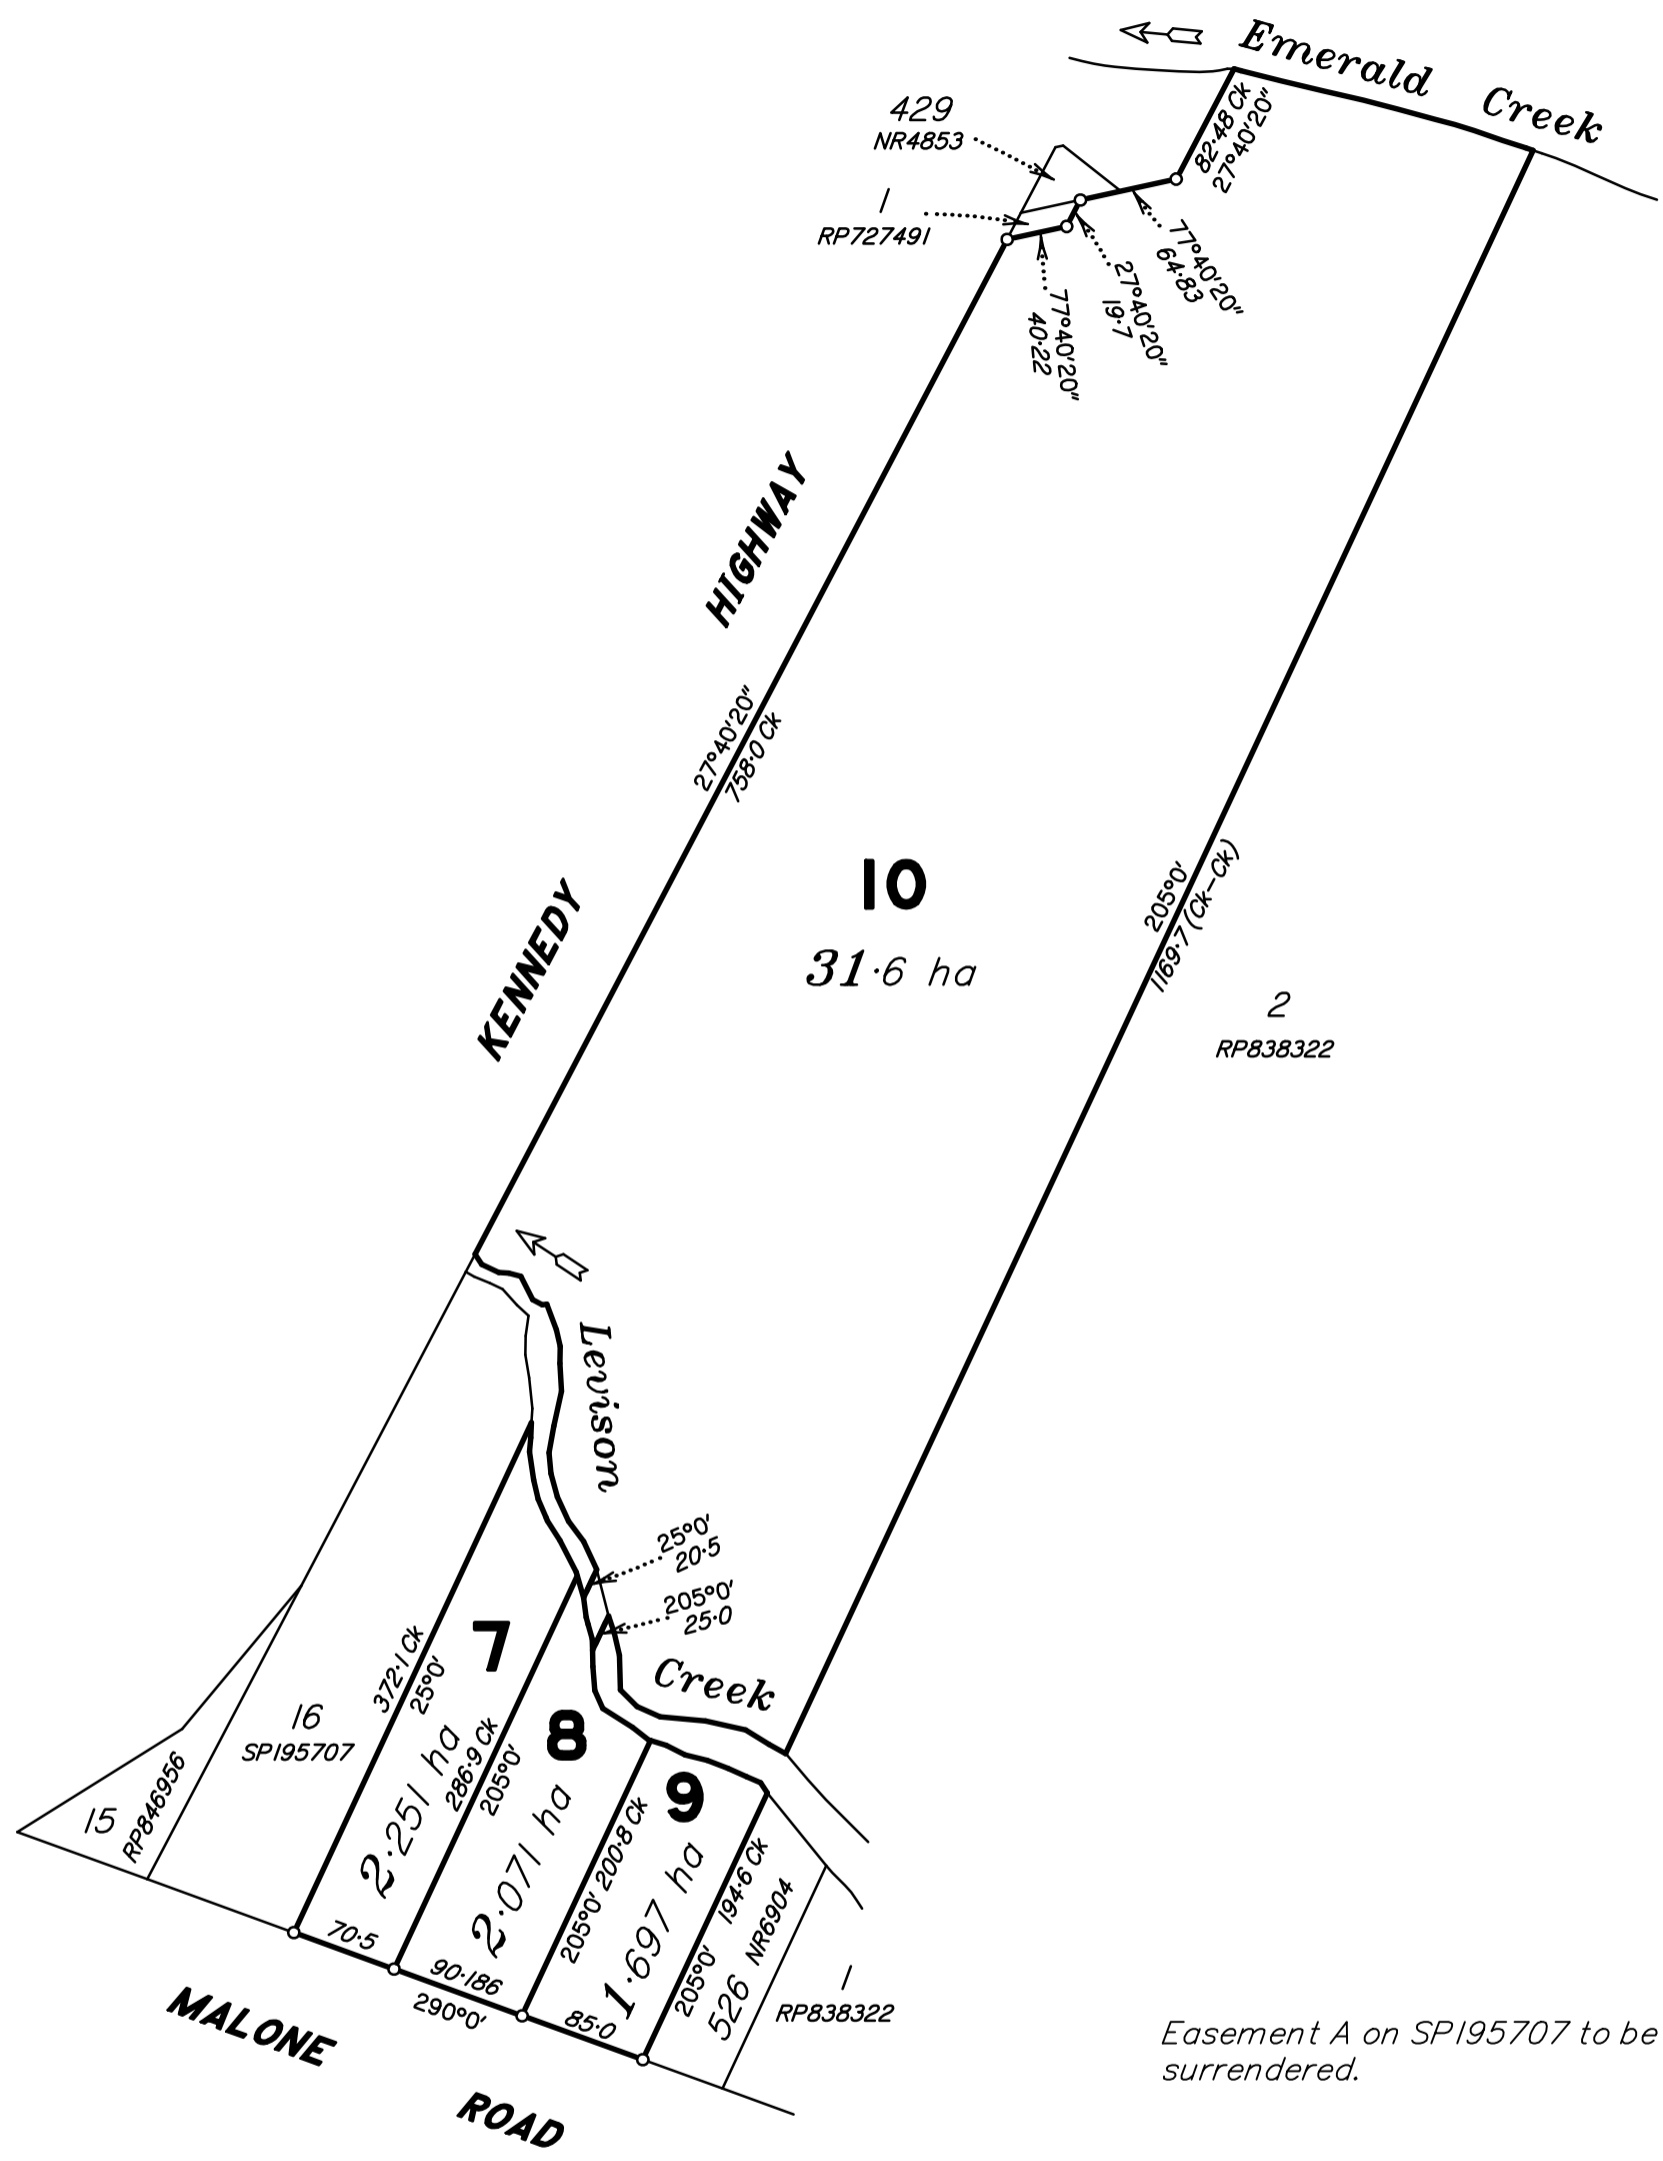 Emerald Creek
82·48 Ck
27°40'20"
429
NR4853
1
RP727491
77°40'20"
64·83
27°40'20"
19·7
77°40'20"
40·22
KENNEDY HIGHWAY
27°40'20"
758·0 Ck
10
31·6 ha
205°0'
1169·7 (Ck-Ck)
2
RP838322
Levison Creek
25°0'
20·5
205°0'
25·0
7
2·251 ha
372·1 Ck
25°0'
8
2·071 ha
286·9 Ck
205°0'
9
1·697 ha
205°0' 200·8 Ck
205°0' 194·6 Ck
16
SP195707
15
RP846956
526 NR6904
1
RP838322
70·5
90·186
290°0'
85·0
MALONE ROAD
Easement A on SP195707 to be
surrendered.